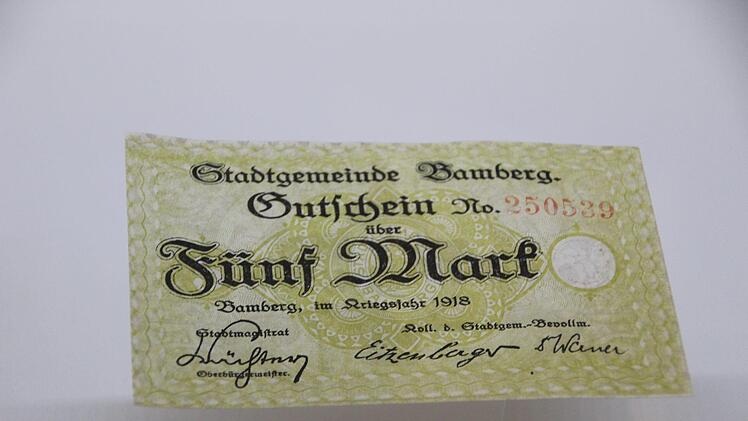 Stadtgemeinde Bamberg.
Gutschein No. 250539
über
Fünf Mark
Bamberg, im Kriegsjahr 1918
Stadtmagistrat Koll. d. Stadtgem.-Bevollm.
Oberbürgermeister.